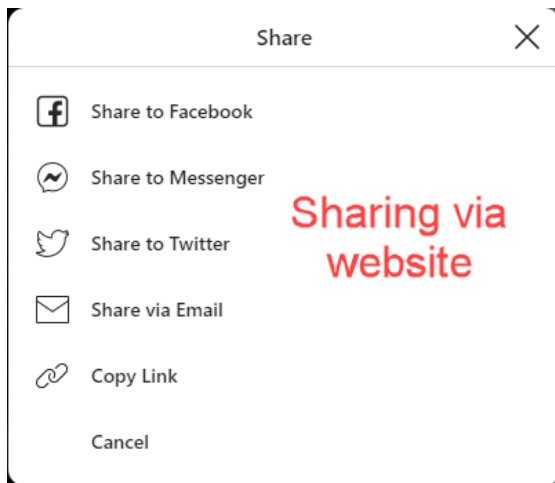 Share
Share to Facebook
Share to Messenger
Sharing via
website
Share to Twitter
Share via Email
Copy Link
Cancel